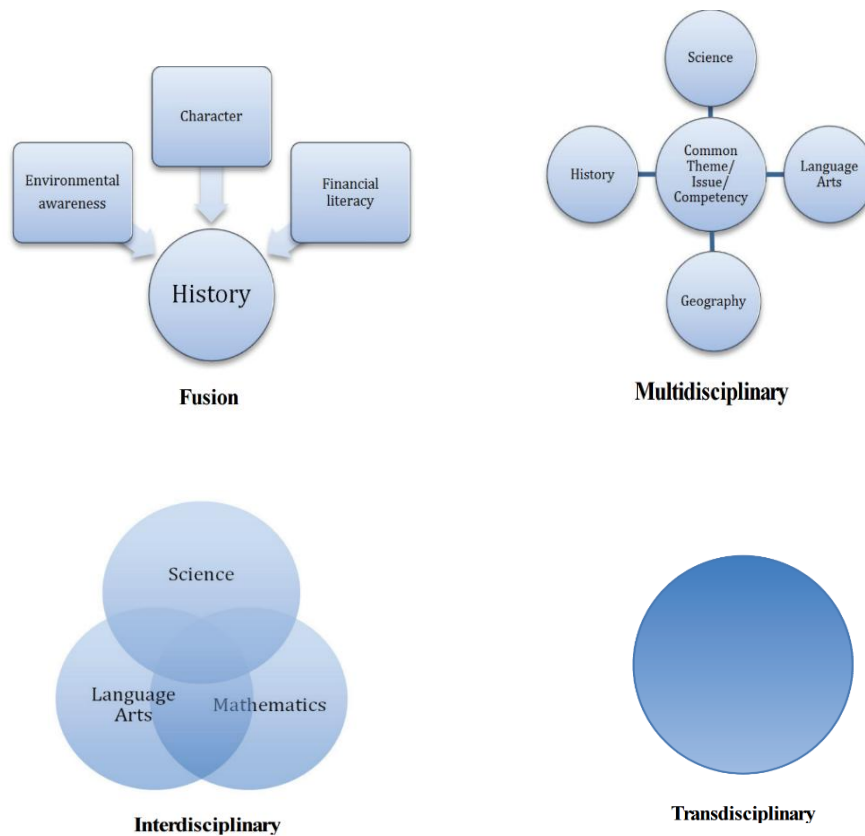 Character
Environmental
awareness
Financial
literacy
History
Fusion
Science
History
Common
Theme/
Issue/
Competency
Language
Arts
Geography
Multidisciplinary
Science
Language
Arts
Mathematics
Interdisciplinary
Transdisciplinary